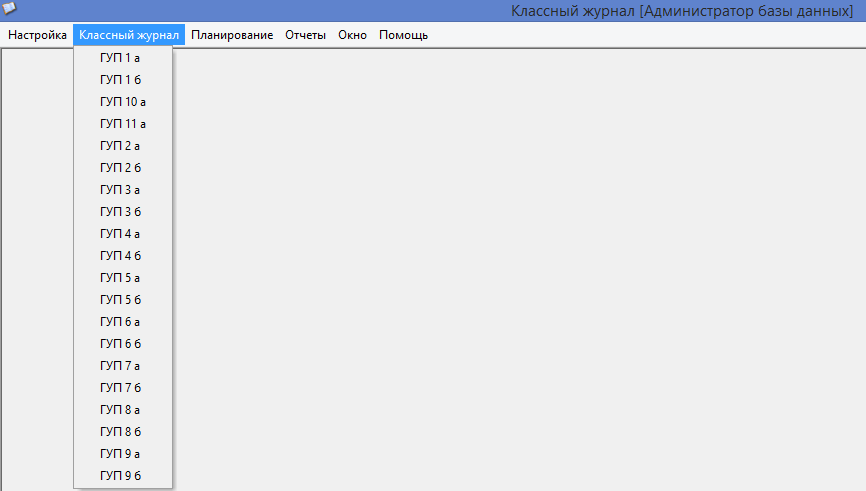 Классный журнал [Администратор базы данных]
Настройка Классный журнал Планирование Отчеты Окно Помощь
ГУП 1 а
ГУП 1 б
ГУП 10 а
ГУП 11 а
ГУП 2 а
ГУП 2 б
ГУП 3 а
ГУП 3 б
ГУП 4 а
ГУП 4 б
ГУП 5 а
ГУП 5 б
ГУП 6 а
ГУП 6 б
ГУП 7 а
ГУП 7 б
ГУП 8 а
ГУП 8 б
ГУП 9 а
ГУП 9 б